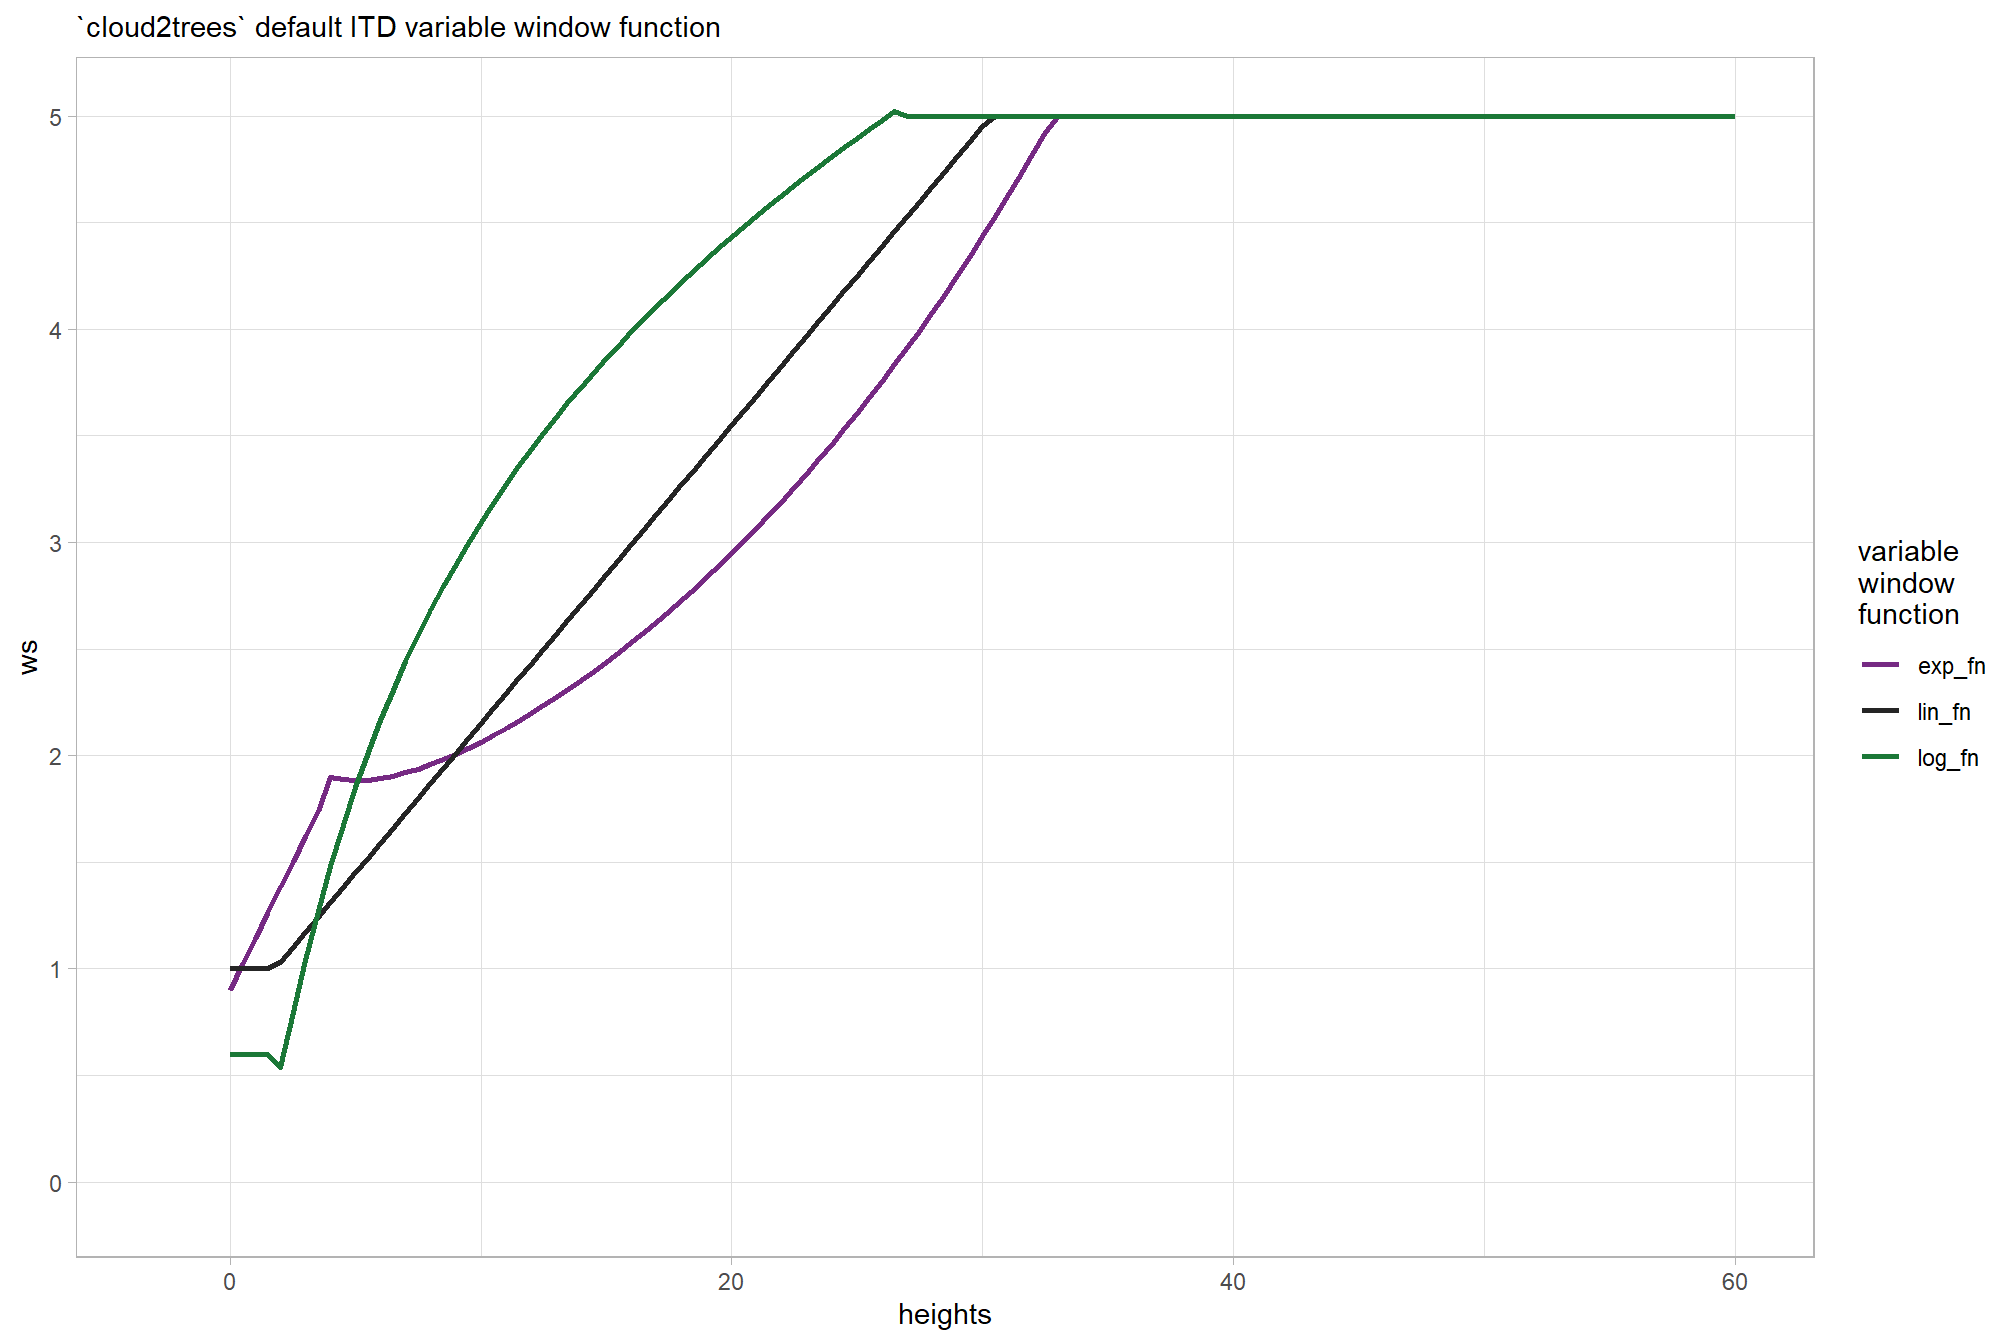 `cloud2trees` default ITD variable window function
5
4
3
2
1
0
ws
0
20
40
60
heights
variable
window
function
exp_fn
lin_fn
log_fn